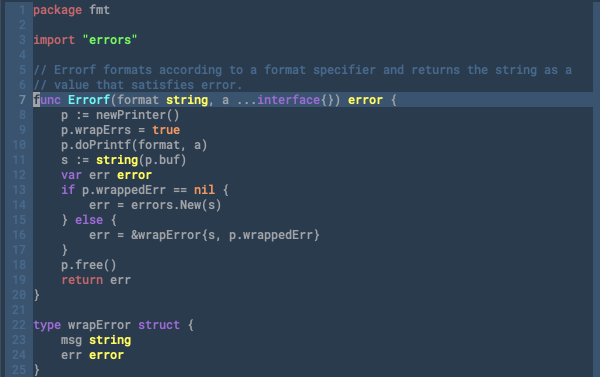 1 package fmt
2
3 import "errors"
4
5 // Errorf formats according to a format specifier and returns the string as a
6 // value that satisfies error.
7 func Errorf(format string, a ...interface{}) error {
8     p := newPrinter()
9     p.wrapErrs = true
10     p.doPrintf(format, a)
11     s := string(p.buf)
12     var err error
13     if p.wrappedErr == nil {
14         err = errors.New(s)
15     } else {
16         err = &wrapError{s, p.wrappedErr}
17     }
18     p.free()
19     return err
20 }
21
22 type wrapError struct {
23     msg string
24     err error
25 }